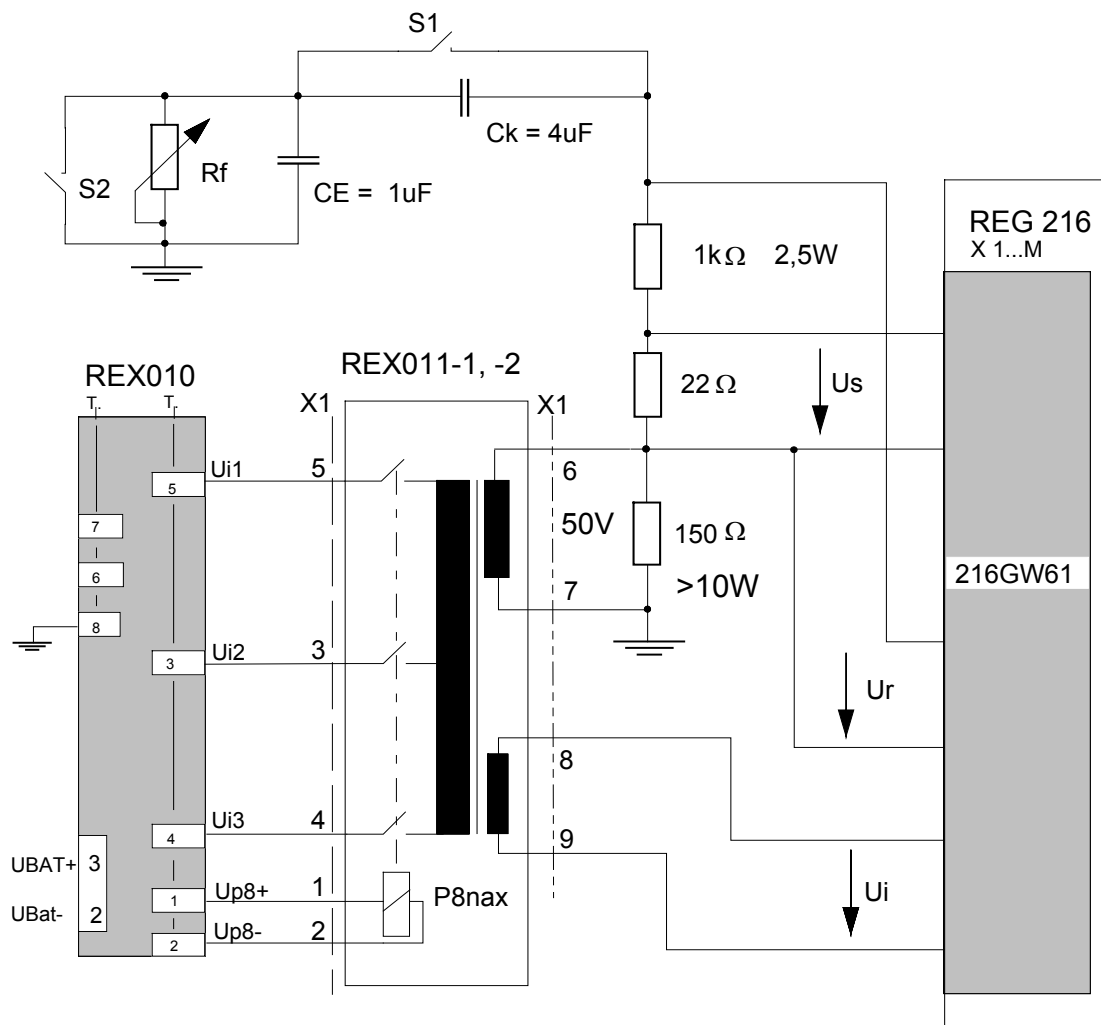 S1
Ck = 4uF
S2
Rf
CE = 1uF
REG 216
X 1...M
1kΩ 2,5W
REX011-1, -2
REX010
T.. T..
X1 X1
22 Ω
Us
Ui1 5 6
5
50V
150 Ω
7
>10W
216GW61
6
7
8
Ui2 3
3
Ur
8
Ui3 4
4
9
UBAT+ 3
Up8+ 1
1
P8nax
Ui
UBat- 2
Up8- 2
2